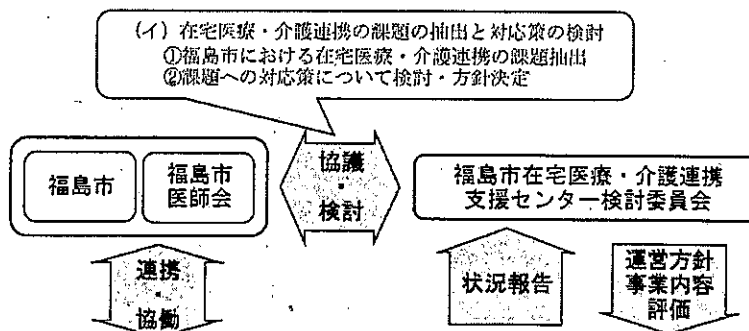 (イ) 在宅医療・介護連携の課題の抽出と対応策の検討
①福島市における在宅医療・介護連携の課題抽出
②課題への対応策について検討・方針決定
福島市
福島市
医師会
協議
・
検討
福島市在宅医療・介護連携
支援センター検討委員会
連携
・
協働
状況報告
運営方針
事業内容
評価